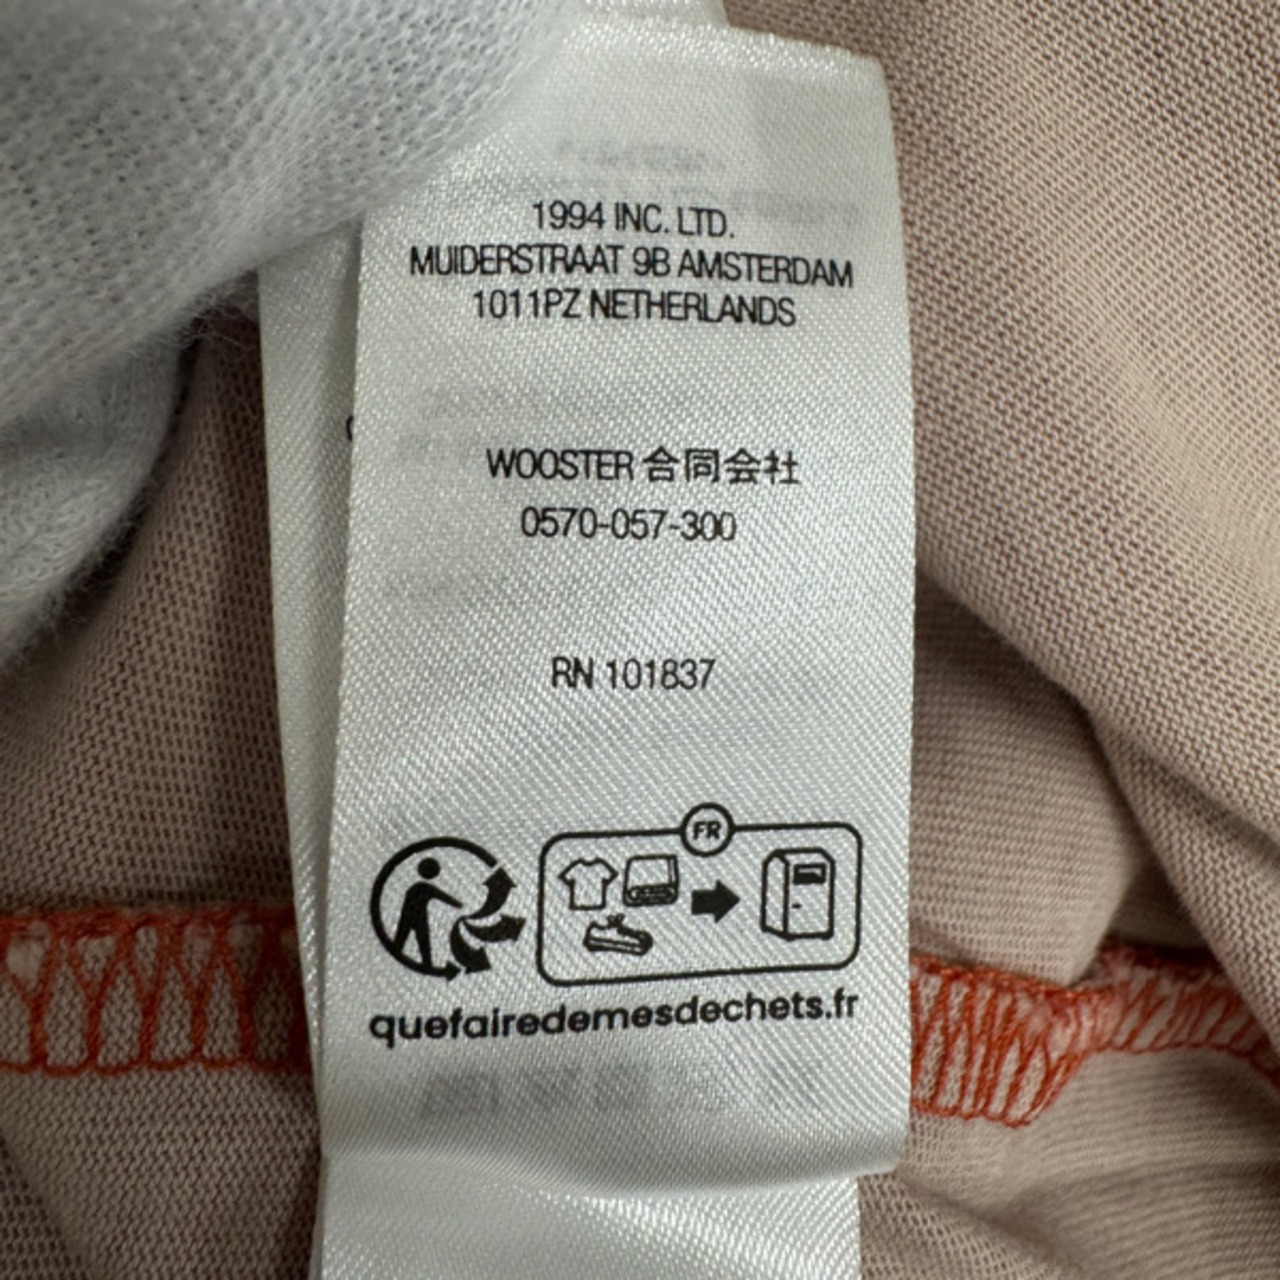 1994 INC. LTD.
MUIDERSTRAAT 9B AMSTERDAM
1011PZ NETHERLANDS
WOOSTER 合同会社
0570-057-300
RN 101837
FR
quefairedemesdechets.fr